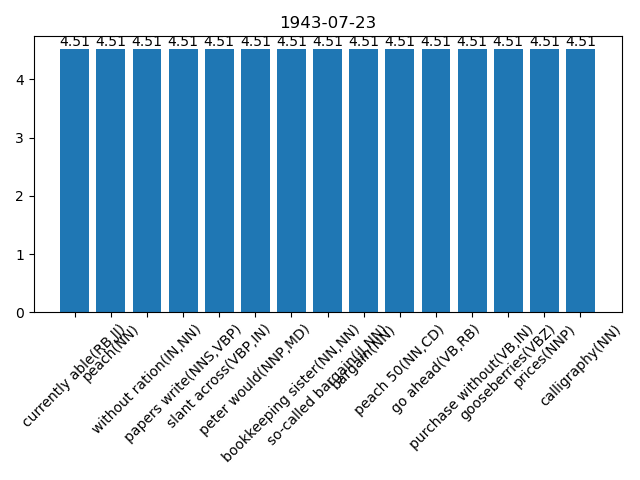 1943-07-23
4.51 4.51 4.51 4.51 4.51 4.51 4.51 4.51 4.51 4.51 4.51 4.51 4.51 4.51 4.51
4
3
2
1
0
currently able(RB,JJ)
peach(NN)
without ration(IN,NN)
papers write(NNS,VBP)
slant across(VBP,IN)
peter would(NNP,MD)
bookkeeping sister(NN,NN)
so-called bargain(JJ,NN)
bargain(NN)
peach 50(NN,CD)
go ahead(VB,RB)
purchase without(VB,IN)
gooseberries(VBZ)
prices(NNP)
calligraphy(NN)